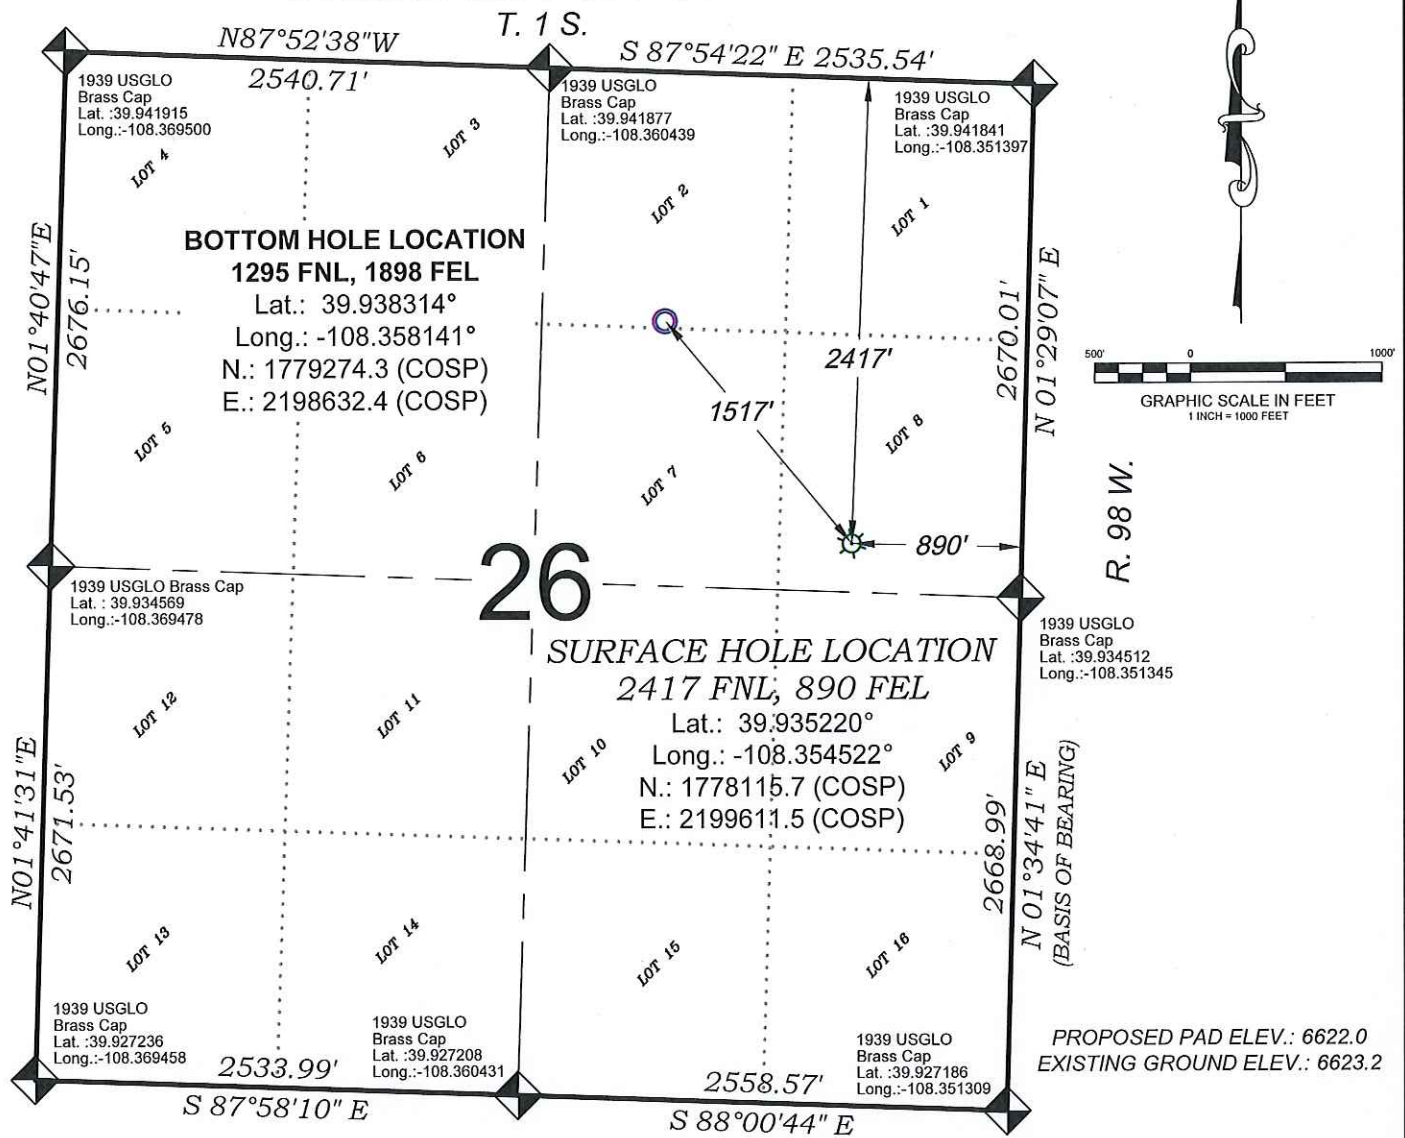 T. 1 S.
N87°52'38"W
2540.71'
S 87°54'22" E 2535.54'
1939 USGLO
Brass Cap
Lat. :39.941915
Long.:-108.369500
1939 USGLO
Brass Cap
Lat. :39.941877
Long.:-108.360439
1939 USGLO
Brass Cap
Lat. :39.941841
Long.:-108.351397
LOT 4
LOT 3
LOT 2
LOT 1
BOTTOM HOLE LOCATION
1295 FNL, 1898 FEL
Lat.: 39.938314°
Long.: -108.358141°
N.: 1779274.3 (COSP)
E.: 2198632.4 (COSP)
N01°40'47"E
2676.15'
2417'
1517'
890'
2670.01'
N 01°29'07" E
500'
0
1000'
GRAPHIC SCALE IN FEET
1 INCH = 1000 FEET
LOT 5
LOT 6
LOT 7
LOT 8
R. 98 W.
26
1939 USGLO Brass Cap
Lat. : 39.934569
Long.:-108.369478
1939 USGLO
Brass Cap
Lat. :39.934512
Long.:-108.351345
SURFACE HOLE LOCATION
2417 FNL, 890 FEL
Lat.: 39.935220°
Long.: -108.354522°
N.: 1778115.7 (COSP)
E.: 2199611.5 (COSP)
LOT 12
LOT 11
LOT 10
LOT 9
N01°41'31"E
2671.53'
2668.99'
N 01°34'41" E
(BASIS OF BEARING)
LOT 13
LOT 14
LOT 15
LOT 16
1939 USGLO
Brass Cap
Lat. :39.927236
Long.:-108.369458
1939 USGLO
Brass Cap
Lat. :39.927208
Long.:-108.360431
1939 USGLO
Brass Cap
Lat. :39.927186
Long.:-108.351309
PROPOSED PAD ELEV.: 6622.0
EXISTING GROUND ELEV.: 6623.2
2533.99'
S 87°58'10" E
2558.57'
S 88°00'44" E